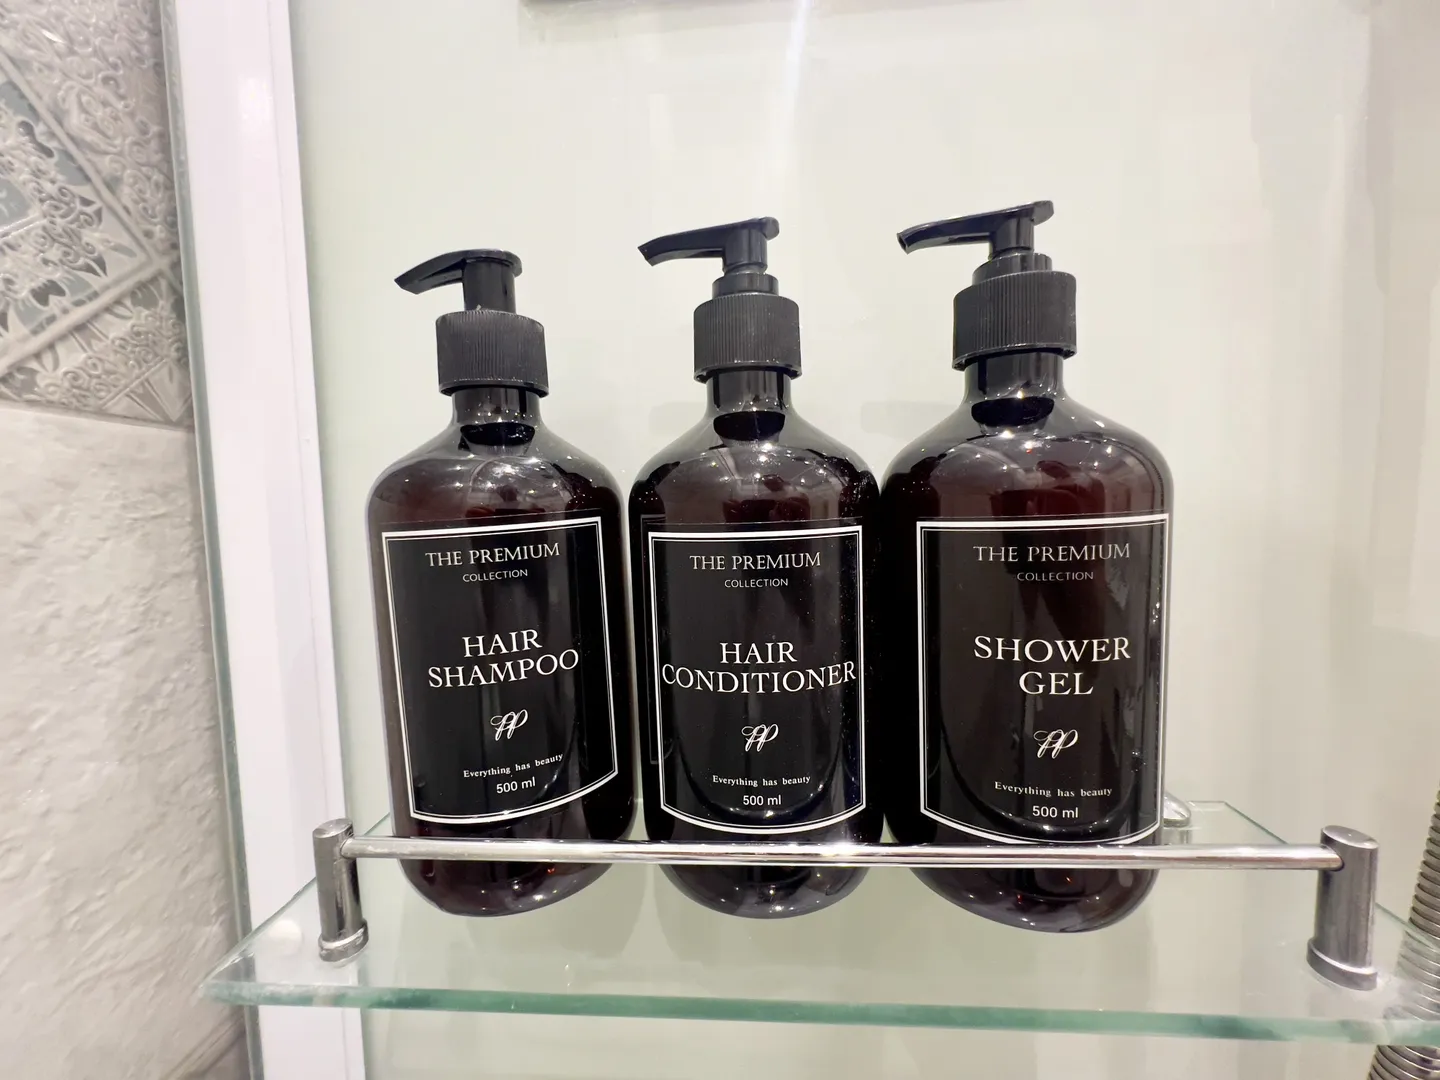 THE PREMIUM
COLLECTION
HAIR
SHAMPOO
Everything has beauty
500 ml
THE PREMIUM
COLLECTION
HAIR
CONDITIONER
Everything has beauty
500 ml
THE PREMIUM
COLLECTION
SHOWER
GEL
Everything has beauty
500 ml